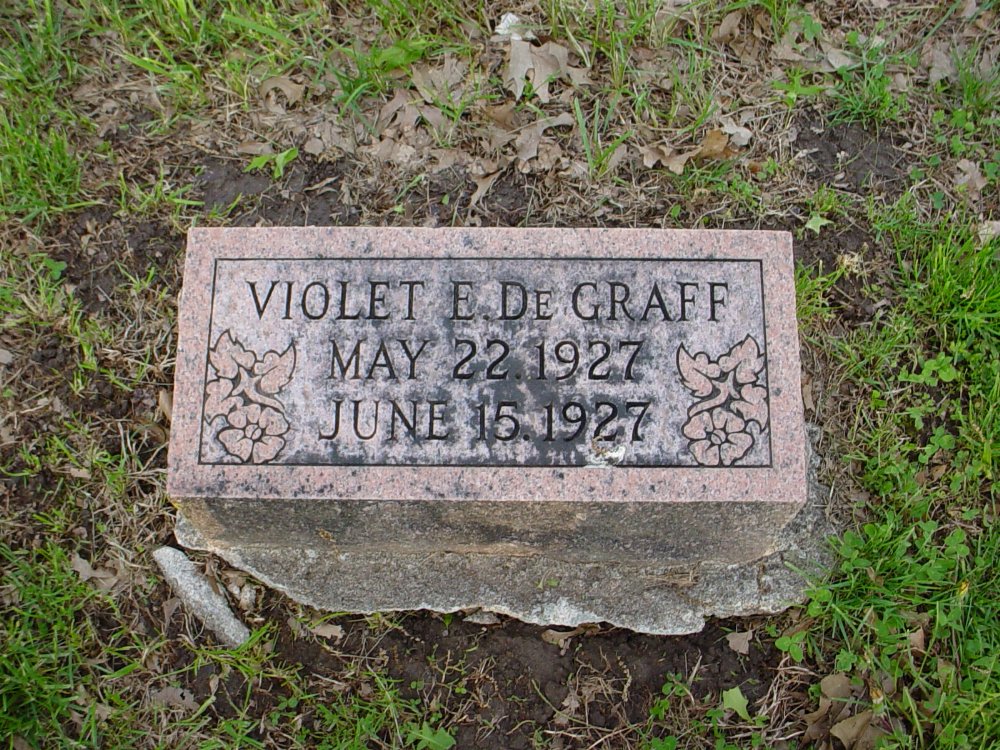 VIOLET E. DE GRAFF
MAY 22. 1927
JUNE 15. 1927